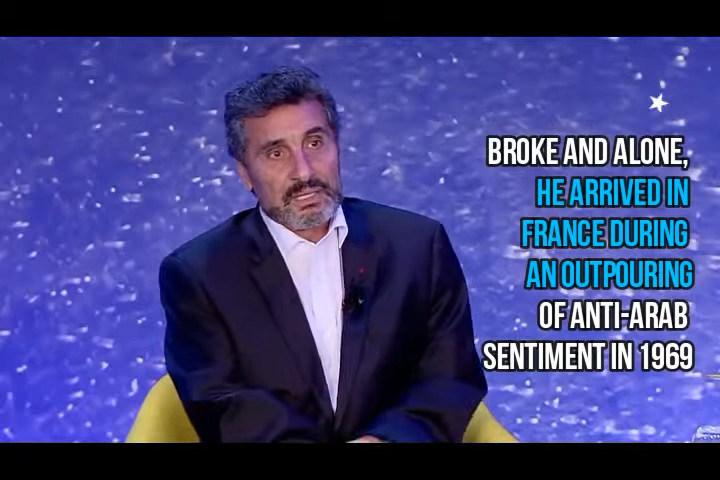 BROKE AND ALONE,
HE ARRIVED IN
FRANCE DURING
AN OUTPOURING
OF ANTI-ARAB
SENTIMENT IN 1969